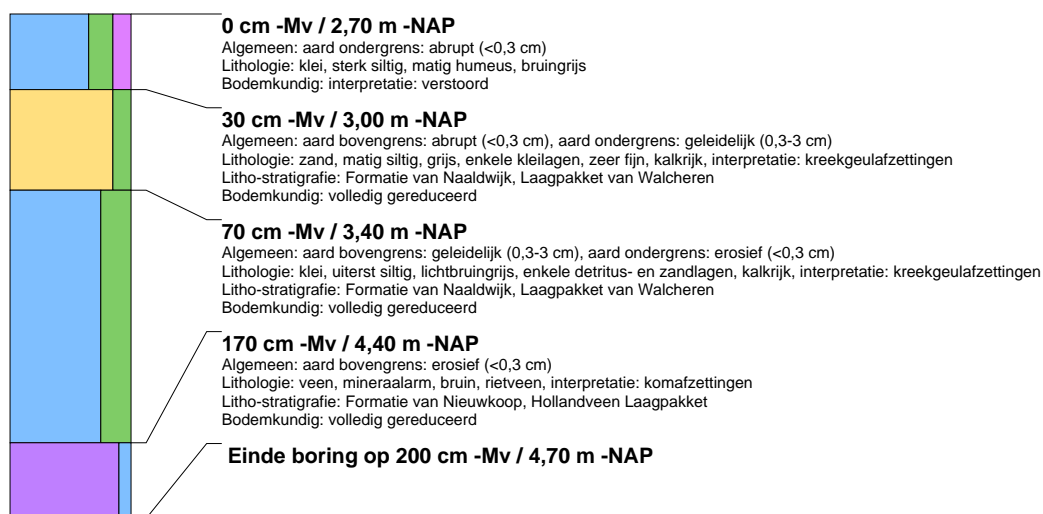 0 cm -Mv / 2,70 m -NAP
Algemeen: aard ondergrens: abrupt (<0,3 cm)
Lithologie: klei, sterk siltig, matig humeus, bruingrijs
Bodemkundig: interpretatie: verstoord
30 cm -Mv / 3,00 m -NAP
Algemeen: aard bovengrens: abrupt (<0,3 cm), aard ondergrens: geleidelijk (0,3-3 cm)
Lithologie: zand, matig siltig, grijs, enkele kleilagen, zeer fijn, kalkrijk, interpretatie: kreekgeulafzettingen
Litho-stratigrafie: Formatie van Naaldwijk, Laagpakket van Walcheren
Bodemkundig: volledig gereduceerd
70 cm -Mv / 3,40 m -NAP
Algemeen: aard bovengrens: geleidelijk (0,3-3 cm), aard ondergrens: erosief (<0,3 cm)
Lithologie: klei, uiterst siltig, lichtbruingrijs, enkele detritus- en zandlagen, kalkrijk, interpretatie: kreekgeulafzettingen
Litho-stratigrafie: Formatie van Naaldwijk, Laagpakket van Walcheren
Bodemkundig: volledig gereduceerd
170 cm -Mv / 4,40 m -NAP
Algemeen: aard bovengrens: erosief (<0,3 cm)
Lithologie: veen, mineraalarm, bruin, rietveen, interpretatie: komafzettingen
Litho-stratigrafie: Formatie van Nieuwkoop, Hollandveen Laagpakket
Bodemkundig: volledig gereduceerd
Einde boring op 200 cm -Mv / 4,70 m -NAP